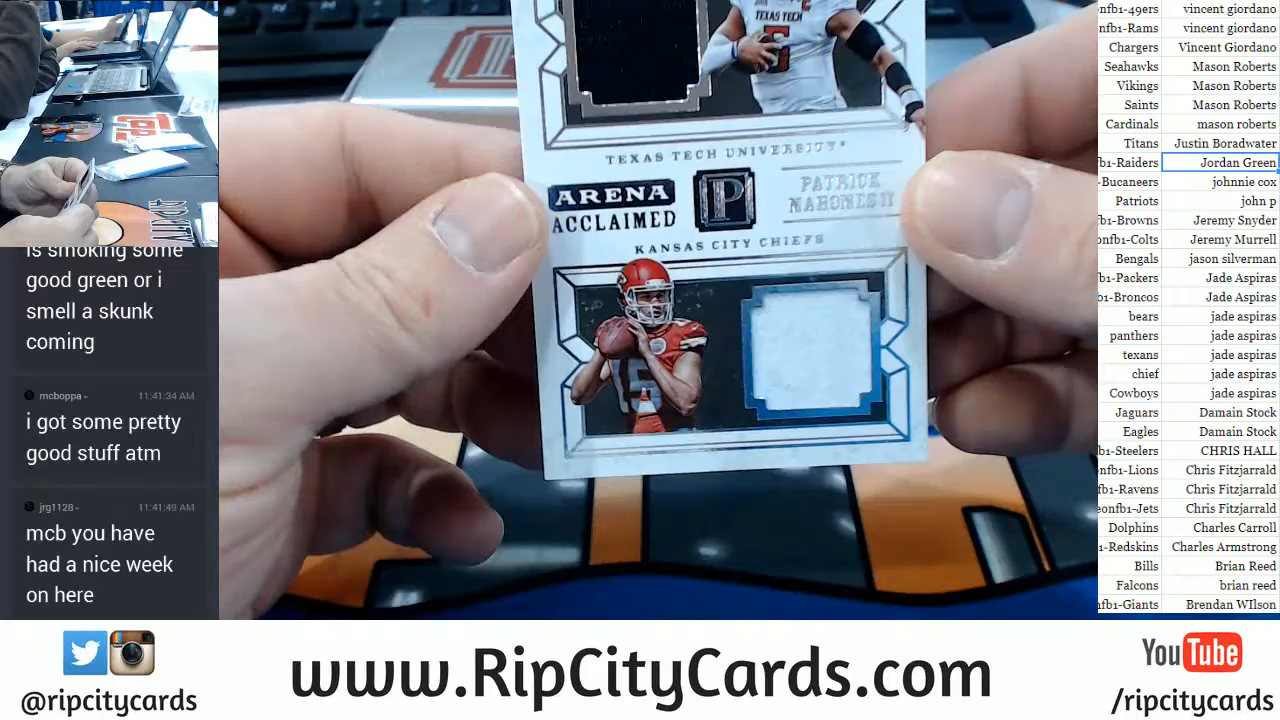 is smoking some
good green or i
smell a skunk
coming
mcboppa
11:41:34 AM
i got some pretty
good stuff atm
jrg1128
11:41:49 AM
mcb you have
had a nice week
on here
TEXAS TECH
5
TEXAS TECH UNIVERSITY
ARENA
ACCLAIMED
P
PATRICK
MAHOMES II
KANSAS CITY CHIEFS
15
nfb1-49ers vincent giordano
nfb1-Rams vincent giordano
Chargers Vincent Giordano
Seahawks Mason Roberts
Vikings Mason Roberts
Saints Mason Roberts
Cardinals mason roberts
Titans Justin Boradwater
fb1-Raiders Jordan Green
-Bucaneers johnnie cox
Patriots john p
fb1-Browns Jeremy Snyder
onfb1-Colts Jeremy Murrell
Bengals jason silverman
fb1-Packers Jade Aspiras
b1-Broncos Jade Aspiras
bears jade aspiras
panthers jade aspiras
texans jade aspiras
chief jade aspiras
Cowboys jade aspiras
Jaguars Damain Stock
Eagles Damain Stock
fb1-Steelers CHRIS HALL
onfb1-Lions Chris Fitzjarrald
fb1-Ravens Chris Fitzjarrald
eonfb1-Jets Chris Fitzjarrald
Dolphins Charles Carroll
1-Redskins Charles Armstrong
Bills Brian Reed
Falcons brian reed
nfb1-Giants Brendan WIlson
@ripcitycards
www.RipCityCards.com
YouTube
/ripcitycards